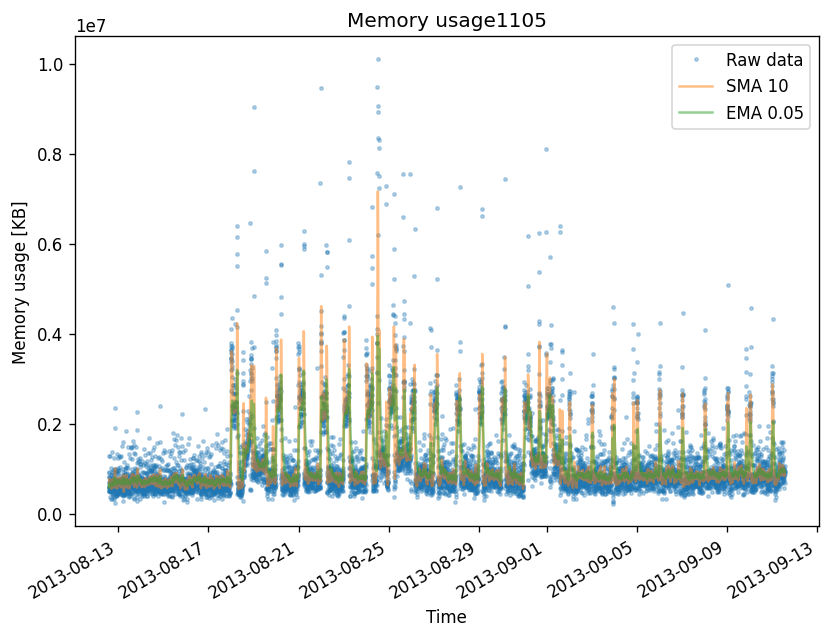 Memory usage1105
1e7
Raw data
SMA 10
EMA 0.05
1.0
0.8
0.6
0.4
0.2
0.0
Memory usage [KB]
2013-08-13
2013-08-17
2013-08-21
2013-08-25
2013-08-29
2013-09-01
2013-09-05
2013-09-09
2013-09-13
Time